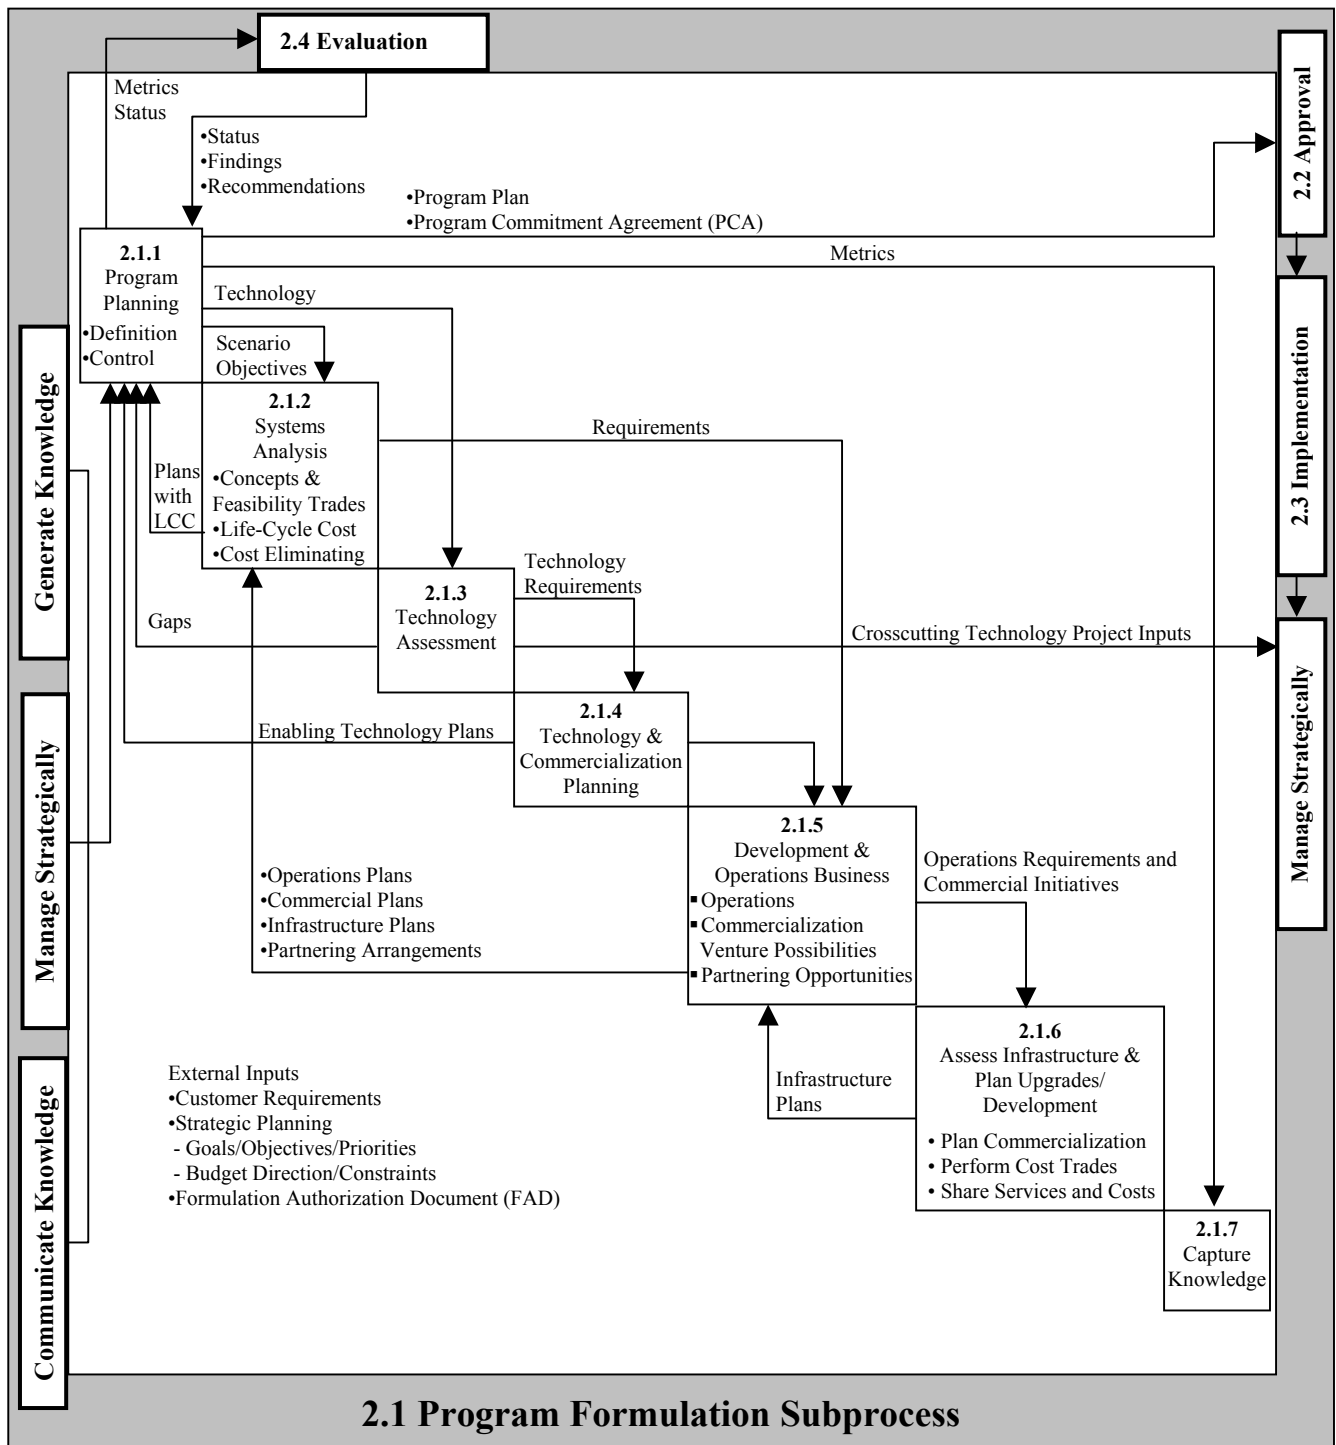 2.4 Evaluation
Metrics
Status
•Status
•Findings
•Recommendations
•Program Plan
•Program Commitment Agreement (PCA)
2.2 Approval
Metrics
2.1.1
Program
Planning
•Definition
•Control
Technology
Scenario
Objectives
Generate Knowledge
2.3 Implementation
2.1.2
Systems
Analysis
•Concepts &
Feasibility Trades
•Life-Cycle Cost
•Cost Eliminating
Requirements
Plans
with
LCC
Technology
Requirements
2.1.3
Technology
Assessment
Gaps
Crosscutting Technology Project Inputs
Manage Strategically
Manage Strategically
2.1.4
Technology &
Commercialization
Planning
Enabling Technology Plans
2.1.5
Development &
Operations Business
▪Operations
▪Commercialization
Venture Possibilities
▪Partnering Opportunities
Operations Requirements and
Commercial Initiatives
•Operations Plans
•Commercial Plans
•Infrastructure Plans
•Partnering Arrangements
2.1.6
Assess Infrastructure &
Plan Upgrades/
Development
• Plan Commercialization
• Perform Cost Trades
• Share Services and Costs
Infrastructure
Plans
Communicate Knowledge
External Inputs
•Customer Requirements
•Strategic Planning
- Goals/Objectives/Priorities
- Budget Direction/Constraints
•Formulation Authorization Document (FAD)
2.1.7
Capture
Knowledge
2.1 Program Formulation Subprocess